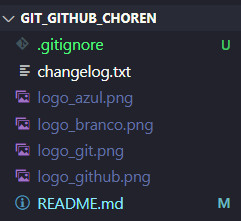 GIT_GITHUB_CHOREN
.gitignore U
changelog.txt
logo_azul.png
logo_branco.png
logo_git.png
logo_github.png
README.md M